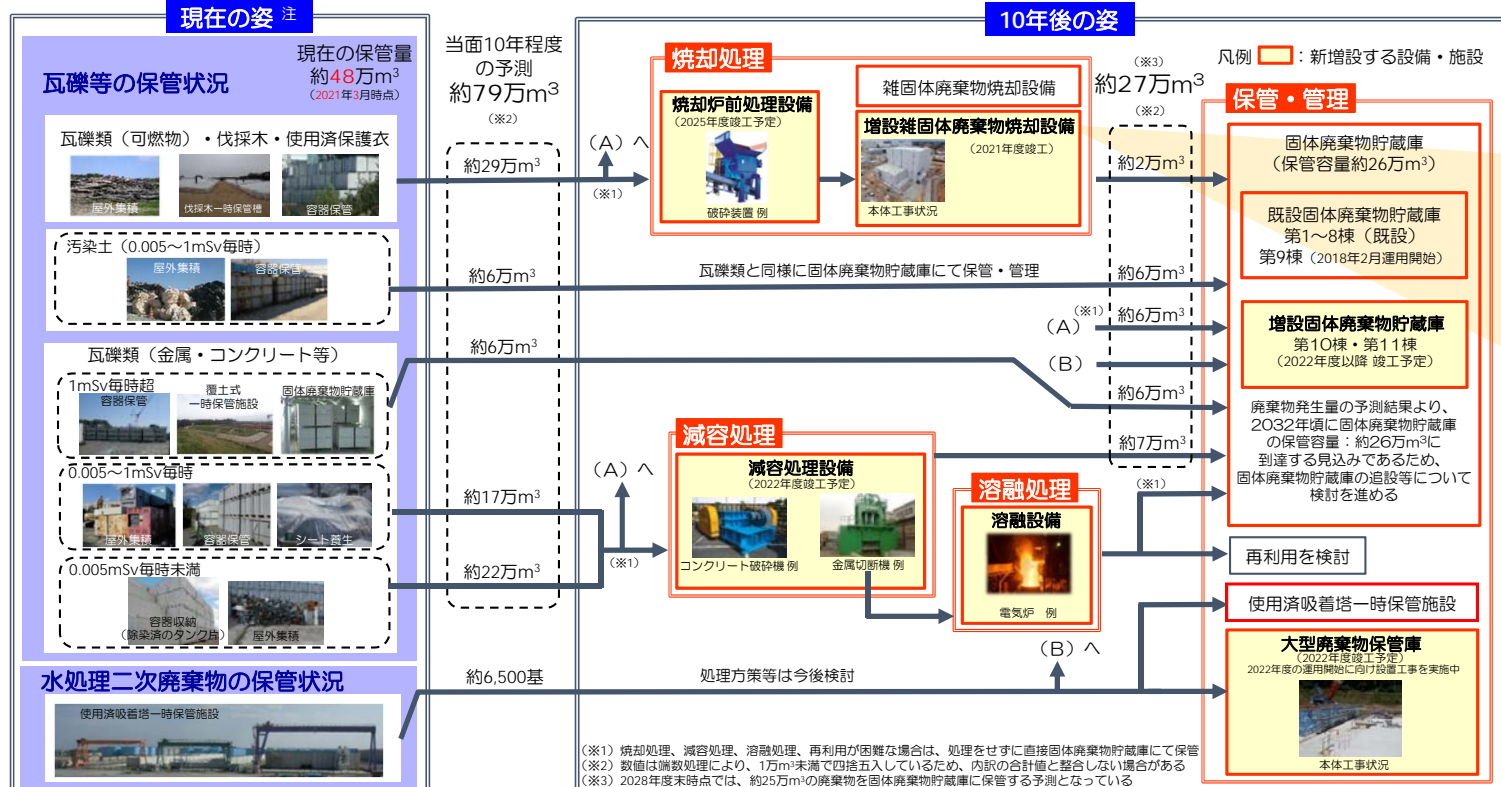 現在の姿 注
瓦礫等の保管状況
現在の保管量
約48万m³
(2021年3月時点)
瓦礫類(可燃物)・伐採木・使用済保護衣
屋外集積
伐採木一時保管槽
容器保管
汚染土(0.005~1mSv毎時)
屋外集積
容器保管
瓦礫類(金属・コンクリート等)
1mSv毎時超
容器保管
覆土式
一時保管施設
固体廃棄物貯蔵庫
0.005~1mSv毎時
屋外集積
容器保管
シート養生
0.005mSv毎時未満
容器収納
(除染済のタンク片)
屋外集積
水処理二次廃棄物の保管状況
使用済吸着塔一時保管施設
当面10年程度
の予測
約79万m³
(※2)
約29万m³
約6万m³
約6万m³
約17万m³
約22万m³
約6,500基
10年後の姿
(A)へ
(※1)
焼却処理
焼却炉前処理設備
(2025年度竣工予定)
破砕装置 例
雑固体廃棄物焼却設備
増設雑固体廃棄物焼却設備
(2021年度竣工)
本体工事状況
瓦礫類と同様に固体廃棄物貯蔵庫にて保管・管理
(A)へ
(※1)
減容処理
減容処理設備
(2022年度竣工予定)
コンクリート破砕機 例
金属切断機 例
溶融処理
溶融設備
電気炉 例
処理方策等は今後検討
(B)へ
(※3)
約27万m³
(※2)
約2万m³
約6万m³
(A)
(※1)
約6万m³
(B)
約6万m³
約7万m³
(※1)
凡例 :新増設する設備・施設
保管・管理
固体廃棄物貯蔵庫
(保管容量約26万m³)
既設固体廃棄物貯蔵庫
第1~8棟(既設)
第9棟(2018年2月運用開始)
増設固体廃棄物貯蔵庫
第10棟・第11棟
(2022年度以降 竣工予定)
廃棄物発生量の予測結果より、
2032年頃に固体廃棄物貯蔵庫
の保管容量:約26万m³に
到達する見込みであるため、
固体廃棄物貯蔵庫の追設等について
検討を進める
再利用を検討
使用済吸着塔一時保管施設
大型廃棄物保管庫
(2022年度竣工予定)
2022年度の運用開始に向け設置工事を実施中
本体工事状況
(※1) 焼却処理、減容処理、溶融処理、再利用が困難な場合は、処理をせずに直接固体廃棄物貯蔵庫にて保管
(※2) 数値は端数処理により、1万m³未満で四捨五入しているため、内訳の合計値と整合しない場合がある
(※3) 2028年度末時点では、約25万m³の廃棄物を固体廃棄物貯蔵庫に保管する予測となっている